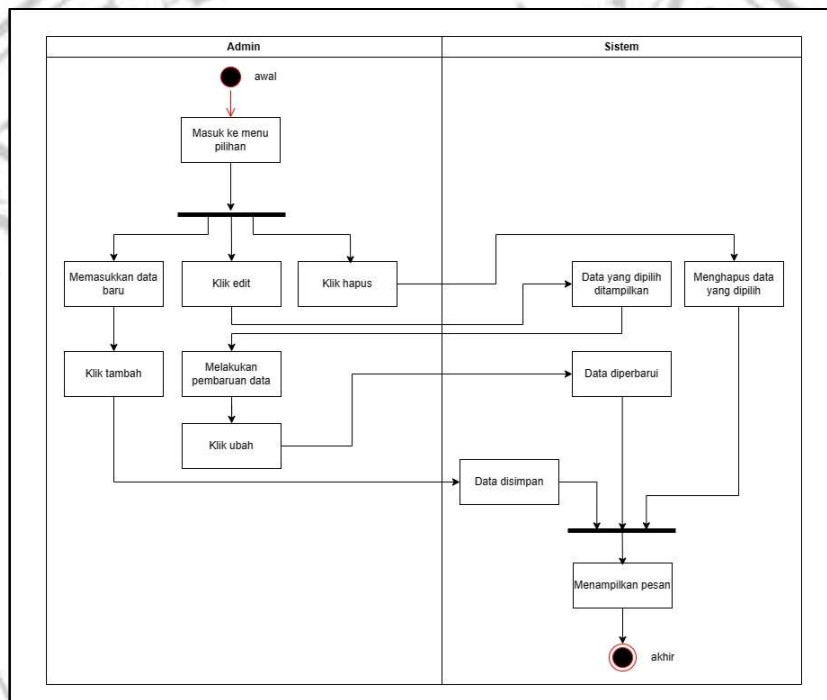 Admin
Sistem
awal
Masuk ke menu
pilihan
Memasukkan data
baru
Klik edit
Klik hapus
Data yang dipilih
ditampilkan
Menghapus data
yang dipilih
Klik tambah
Melakukan
pembaruan data
Data diperbarui
Klik ubah
Data disimpan
Menampilkan pesan
akhir